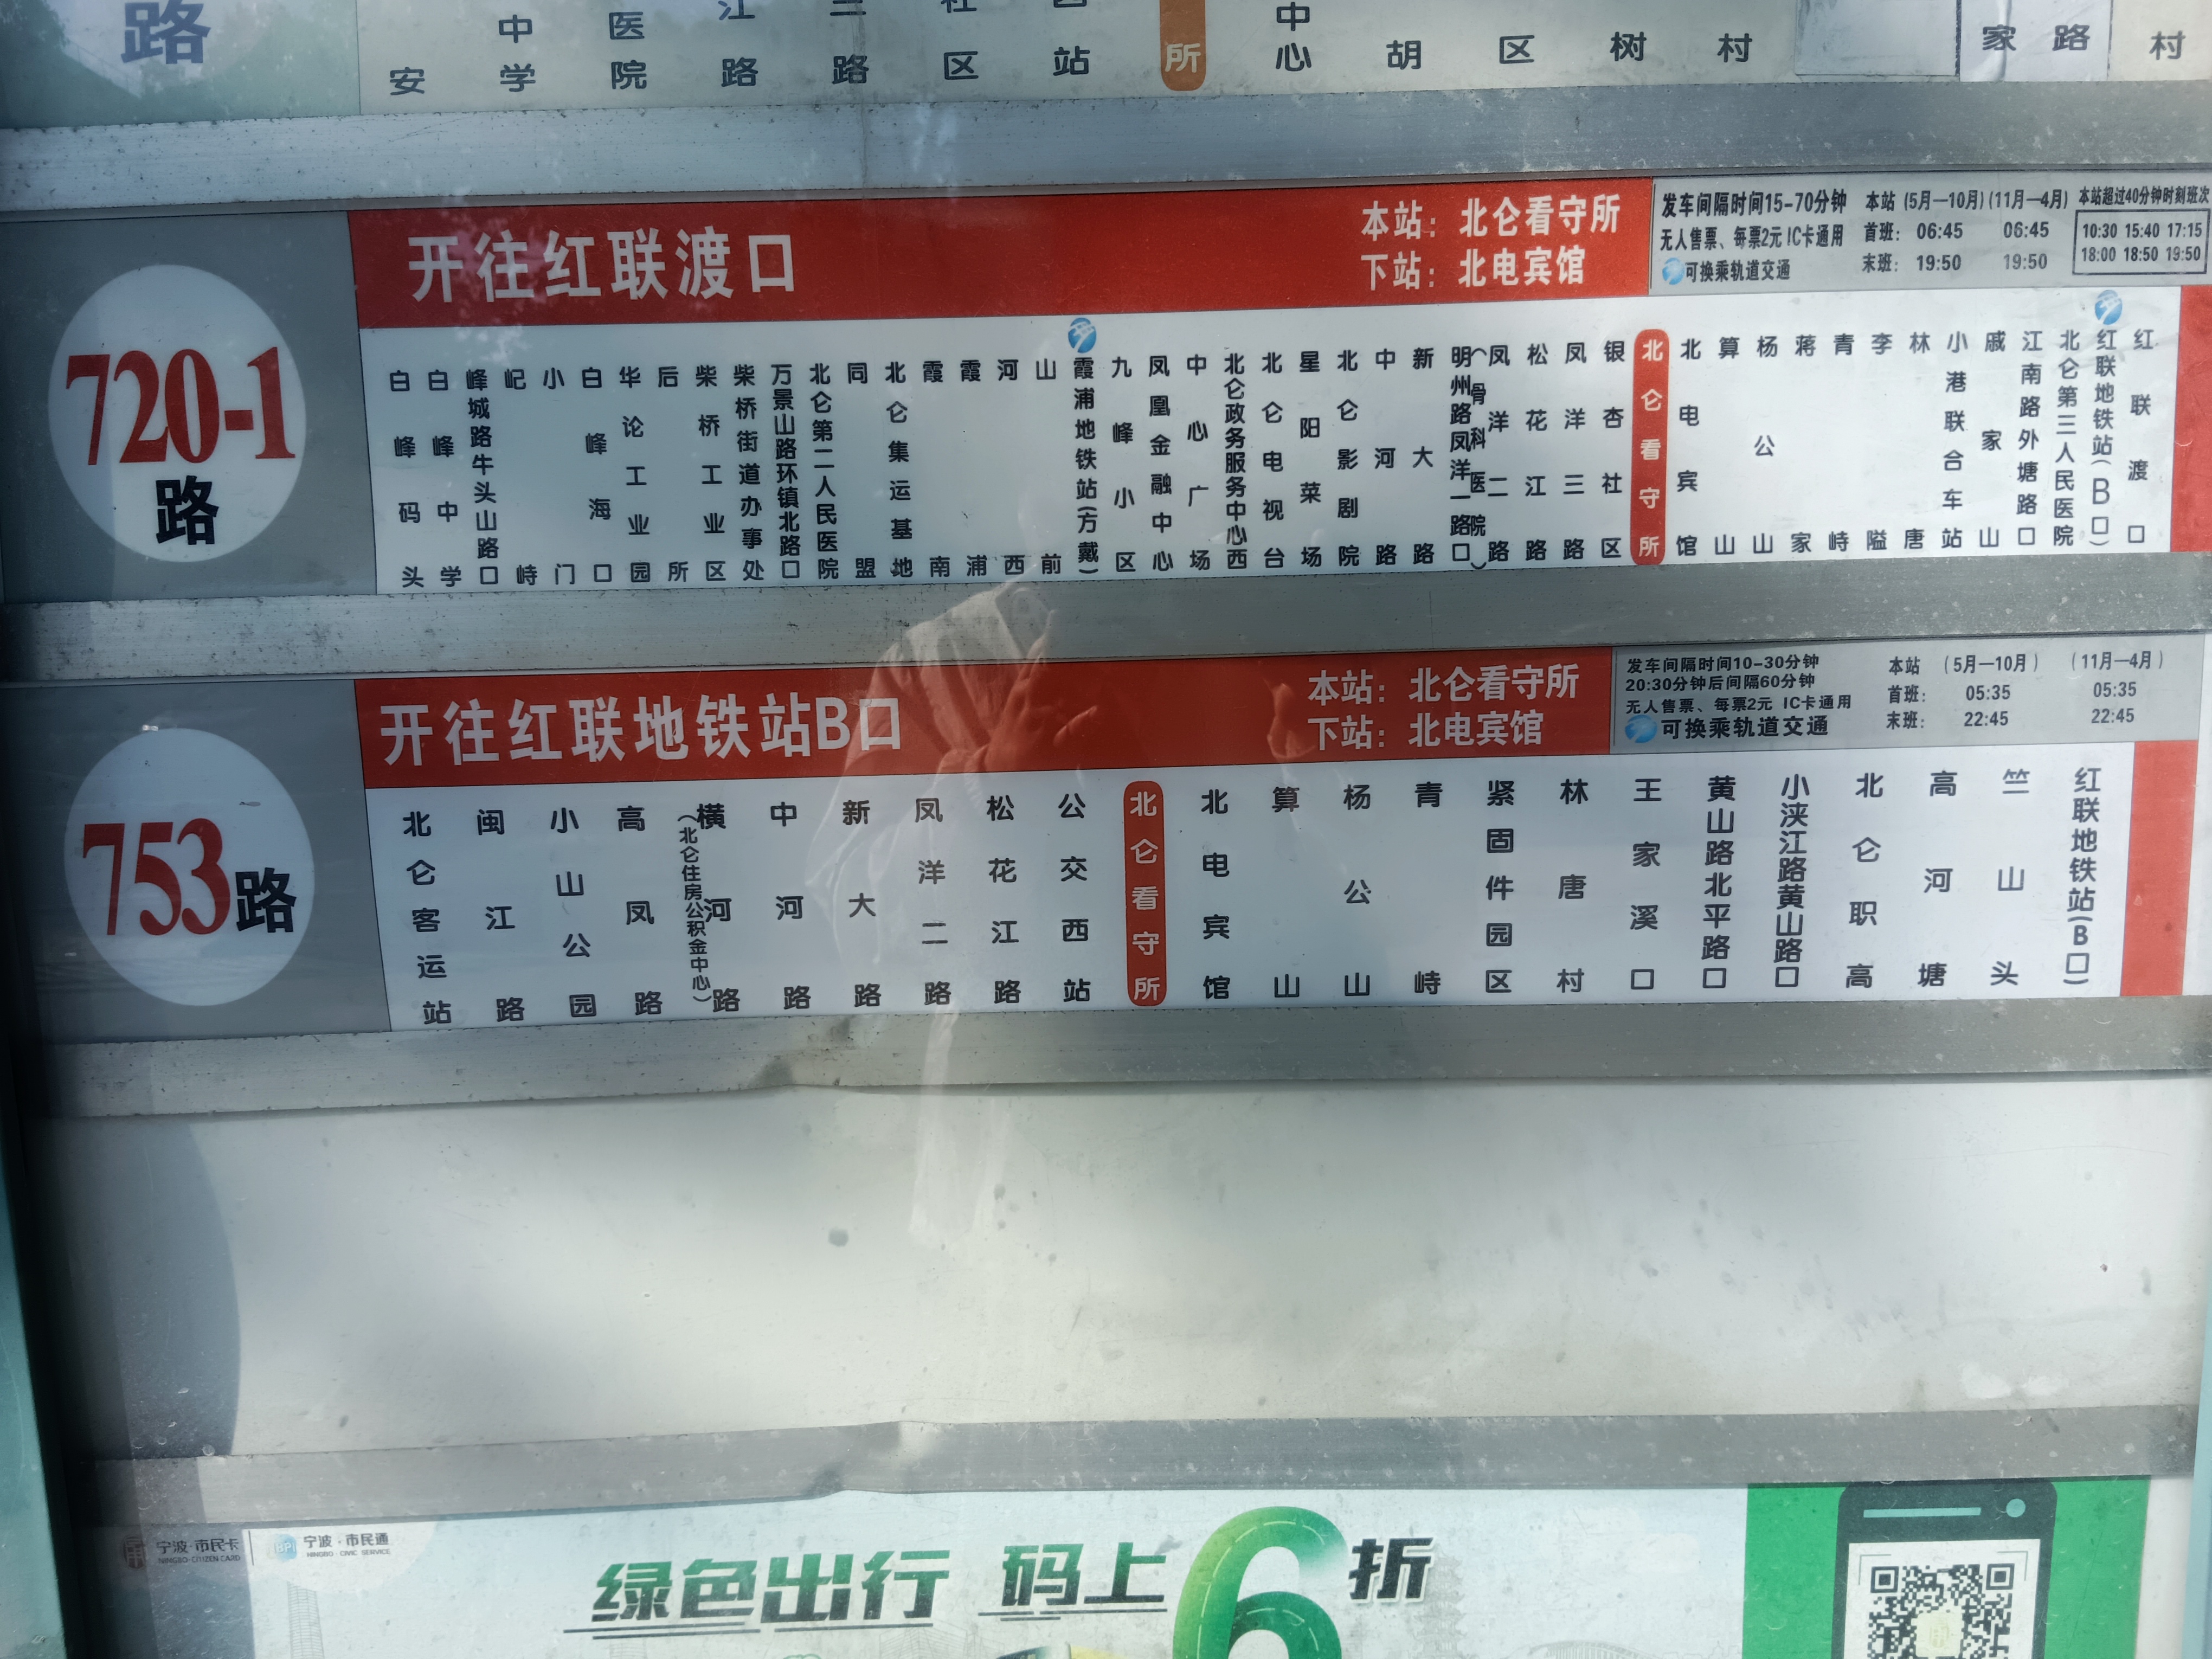 路
安
中学
医院
江路
三路
社区
西站
所
中心
胡
区
树
村
家
路
村
720-1
路
开往红联渡口
本站：北仑看守所
下站：北电宾馆
发车间隔时间15-70分钟
无人售票、每票2元 IC卡通用
可换乘轨道交通
本站 (5月—10月) (11月—4月)
首班： 06:45 06:45
末班： 19:50 19:50
本站超过40分钟时刻班次
10:30 15:40 17:15
18:00 18:50 19:50
白峰码头
白峰中学
峰城路牛头山路口
屺峙
小门
白峰海口
华论工业园
后所
柴桥工业区
柴桥街道办事处
万景山路环镇北路口
北仑第二人民医院
同盟
北仑集运基地
霞南
霞浦
河西
山前
霞浦地铁站(方戴)
九峰小区
凤凰金融中心
中心广场
北仑政务服务中心西
北仑电视台
星阳菜场
北仑影剧院
中河路
新大路
明州路凤洋一路口
(骨科医院)
凤洋二路
松花江路
凤洋三路
银杏社区
北仑看守所
北电宾馆
算山
杨公山
蒋家
青峙
李隘
林唐
小港联合车站
戚家山
江南路外塘路口
北仑第三人民医院
红联地铁站(B口)
红联渡口
753路
开往红联地铁站B口
本站：北仑看守所
下站：北电宾馆
发车间隔时间10-30分钟
20:30分钟后间隔60分钟
无人售票、每票2元 IC卡通用
可换乘轨道交通
本站 (5月—10月) (11月—4月)
首班： 05:35 05:35
末班： 22:45 22:45
北仑客运站
闽江路
小山公园
高凤路
(北仑住房公积金中心)
横河路
中河路
新大路
凤洋二路
松花江路
公交西站
北仑看守所
北电宾馆
算山
杨公山
青峙
紧固件园区
林唐村
王家溪口
黄山路北平路口
小浃江路黄山路口
北仑职高
高河塘
竺山头
红联地铁站(B口)
宁波·市民卡
NINGBO·CITIZEN CARD
宁波·市民通
NINGBO·CIVIC SERVICE
绿色出行 码上6折